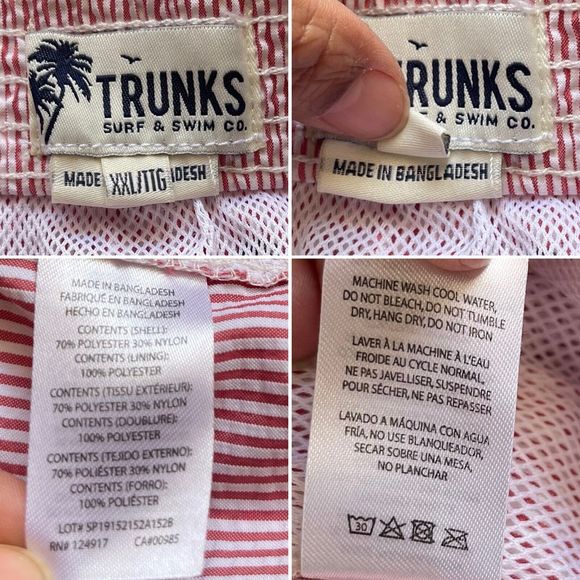 TRUNKS
SURF & SWIM CO.
MADE XXL/TTG DESH
RUNKS
& SWIM CO.
MADE IN BANGLADESH
MADE IN BANGLADESH
FABRIQUÉ EN BANGLADESH
HECHO EN BANGLADESH
CONTENTS (SHELL):
70% POLYESTER 30% NYLON
CONTENTS (LINING):
100% POLYESTER
CONTENTS (TISSU EXTÉRIEUR):
70% POLYESTER 30% NYLON
CONTENTS (DOUBLURE):
100% POLYESTER
CONTENTS (TEJIDO EXTERNO):
70% POLIÉSTER 30% NYLON
CONTENTS (FORRO):
100% POLIÉSTER
LOT# SP19152152A152B
RN# 124917 CA#00985
MACHINE WASH COOL WATER,
DO NOT BLEACH, DO NOT TUMBLE
DRY, HANG DRY, DO NOT IRON
LAVER À LA MACHINE À L'EAU
FROIDE AU CYCLE NORMAL,
NE PAS JAVELLISER, SUSPENDRE
POUR SÉCHER, NE PAS REPASSER
LAVADO A MÁQUINA CON AGUA
FRÍA, NO USE BLANQUEADOR,
SECAR SOBRE UNA MESA,
NO PLANCHAR
30